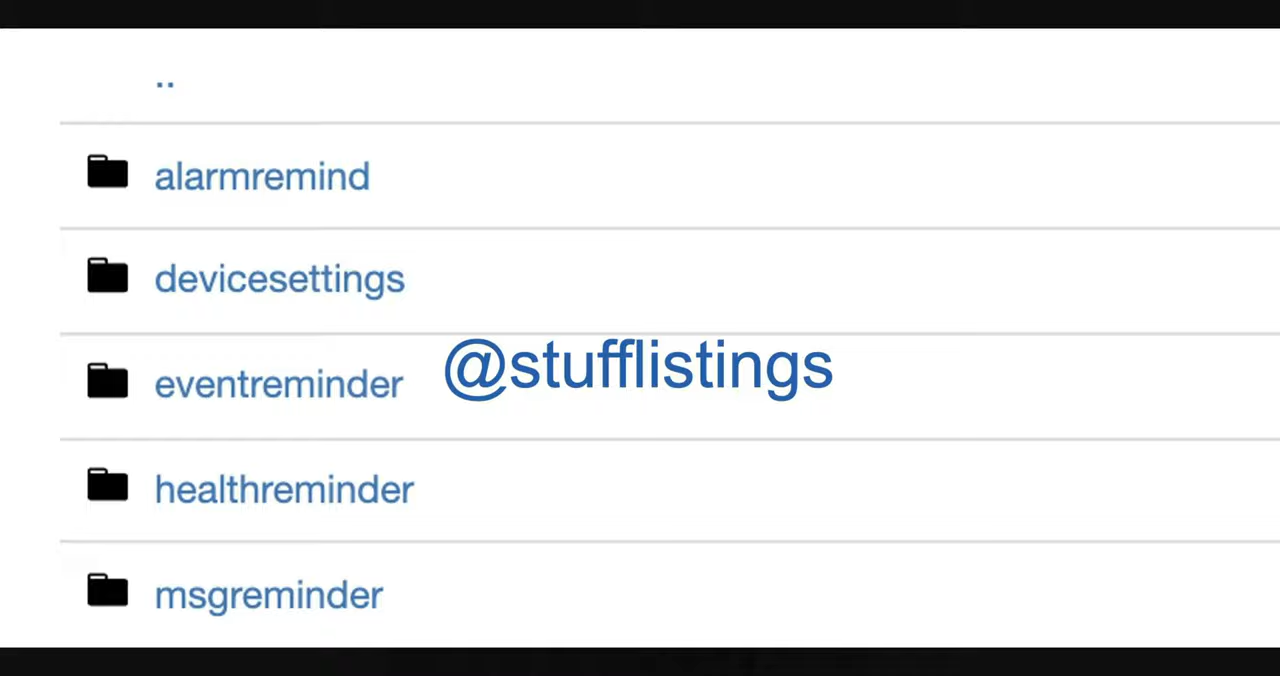 ..
alarmremind
devicesettings
@stufflistings
eventreminder
healthreminder
msgreminder